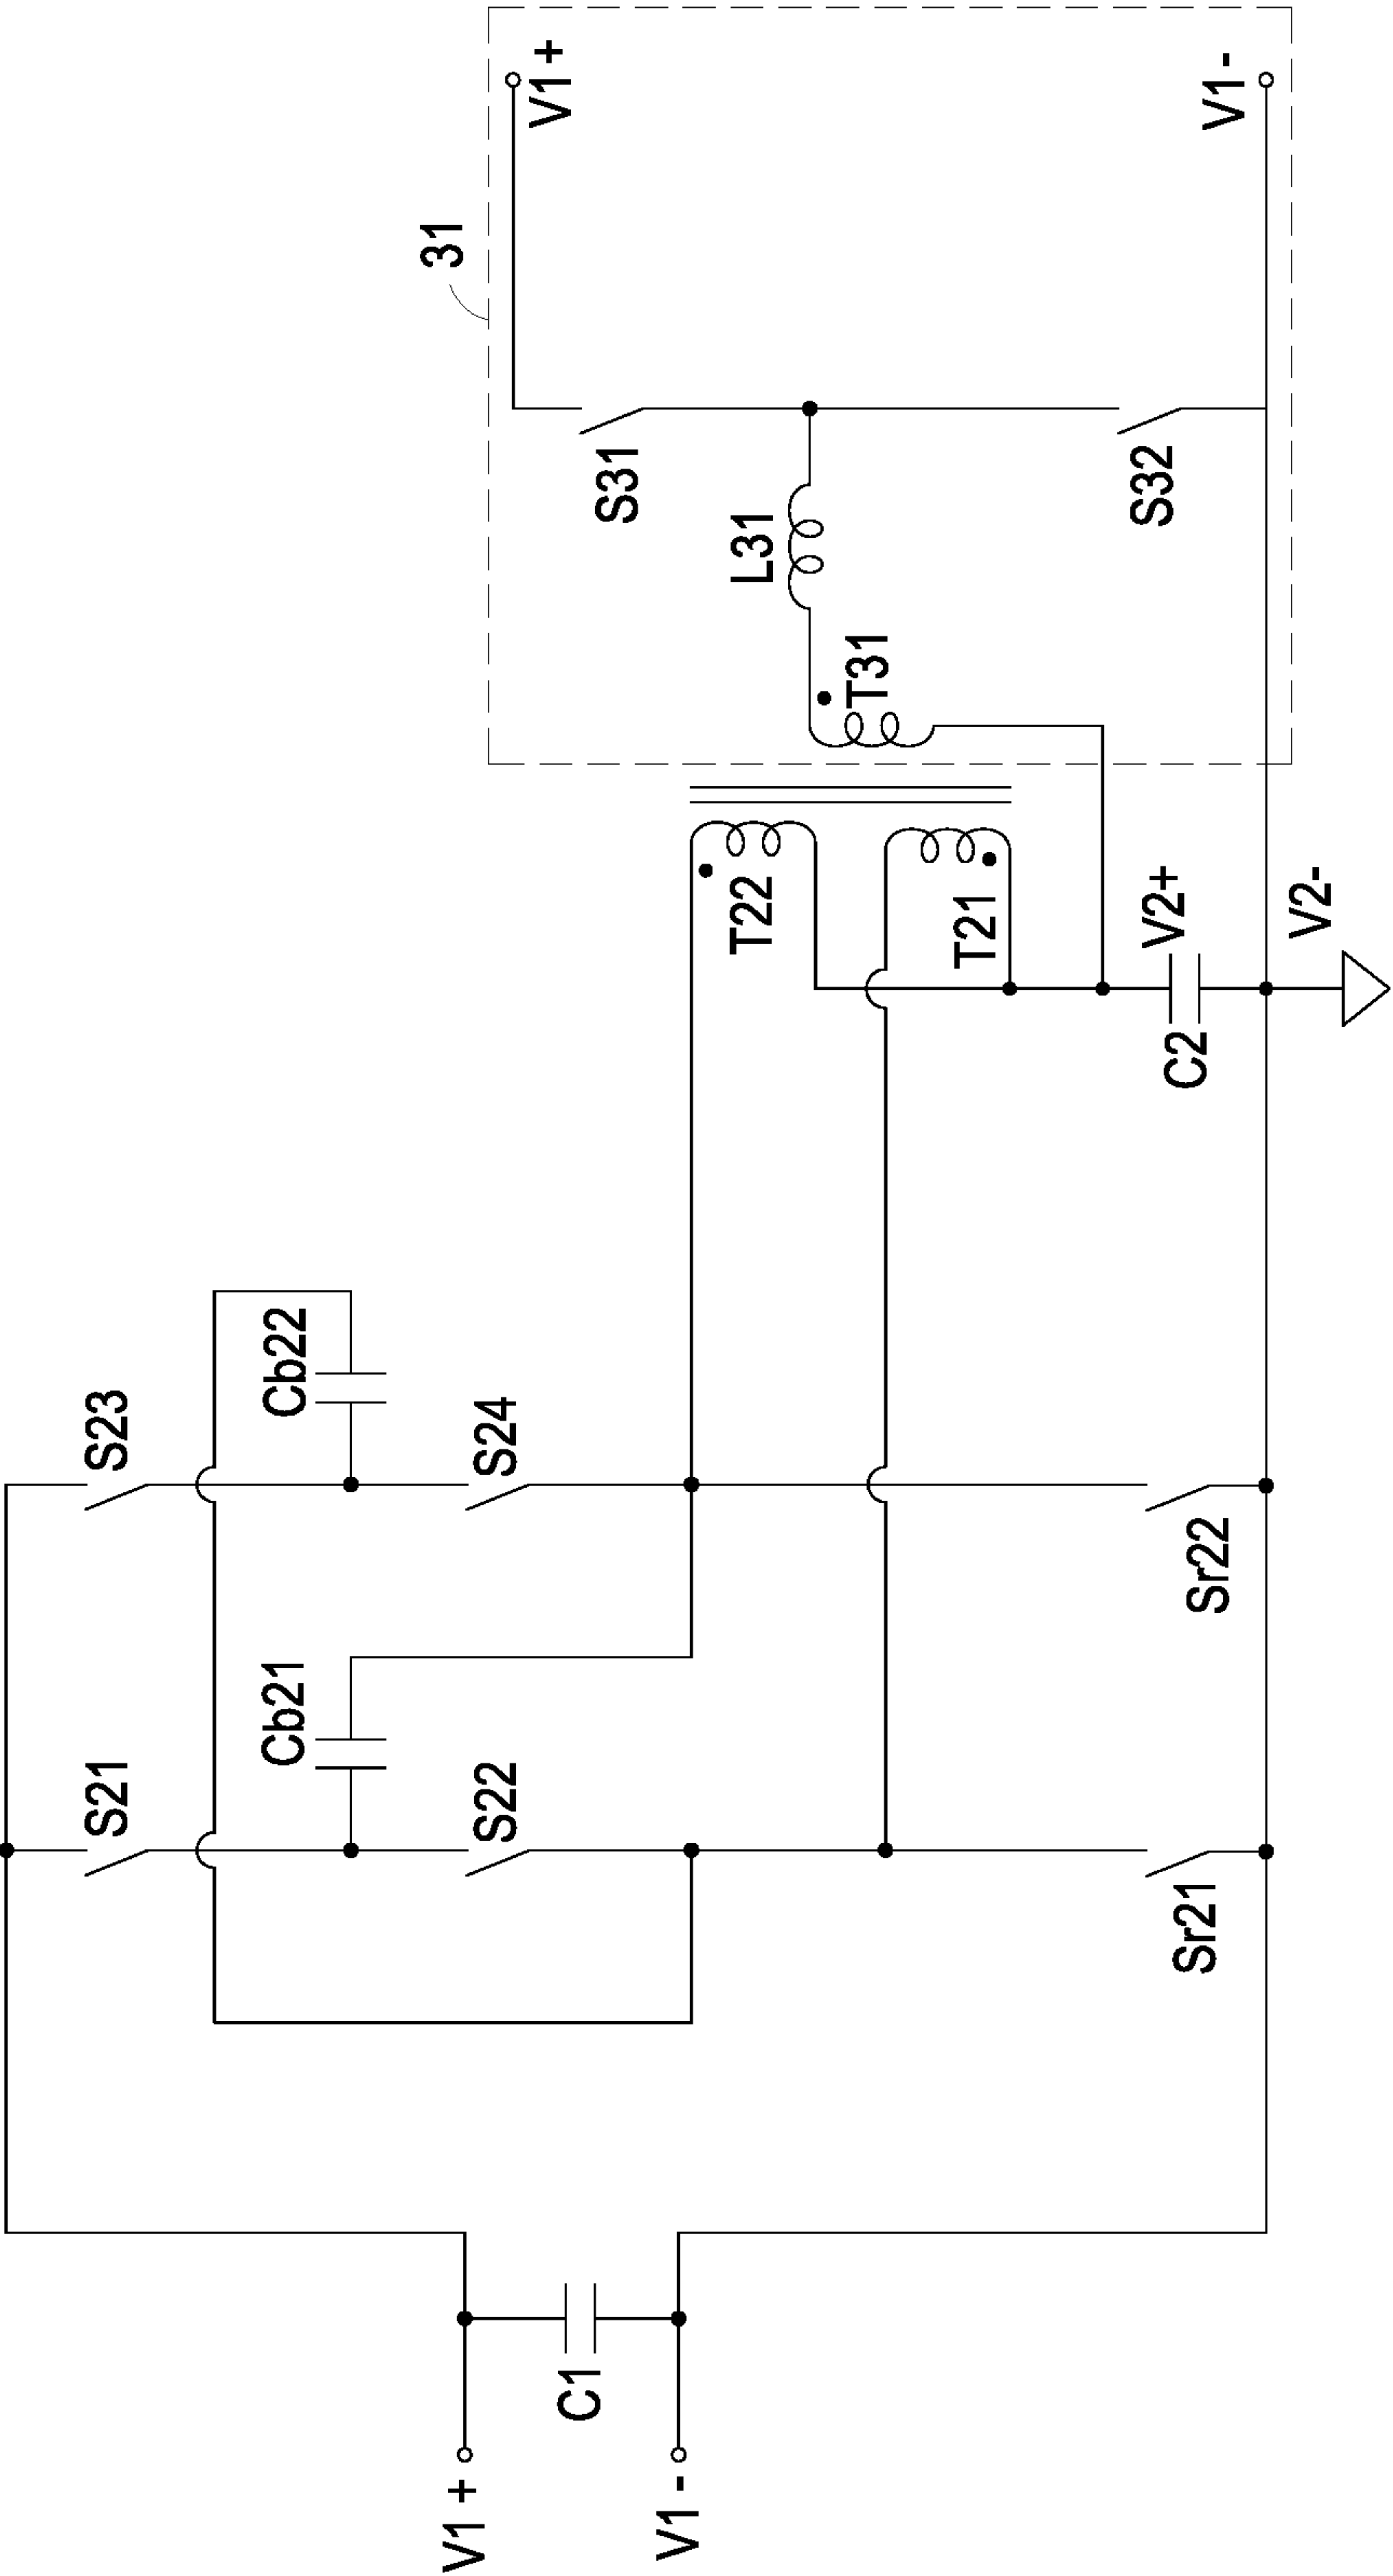 31
V1+
V1-
S31
S32
L31
T31
T22
T21
V2+
V2-
C2
S23
Cb22
S24
Sr22
S21
Cb21
S22
Sr21
C1
V1 +
V1 -